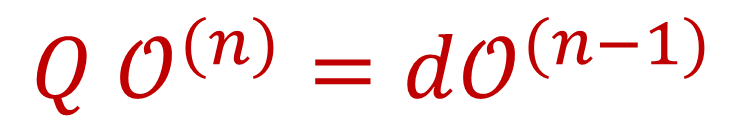 Q 𝒪⁽ⁿ⁾ = d𝒪⁽ⁿ⁻¹⁾